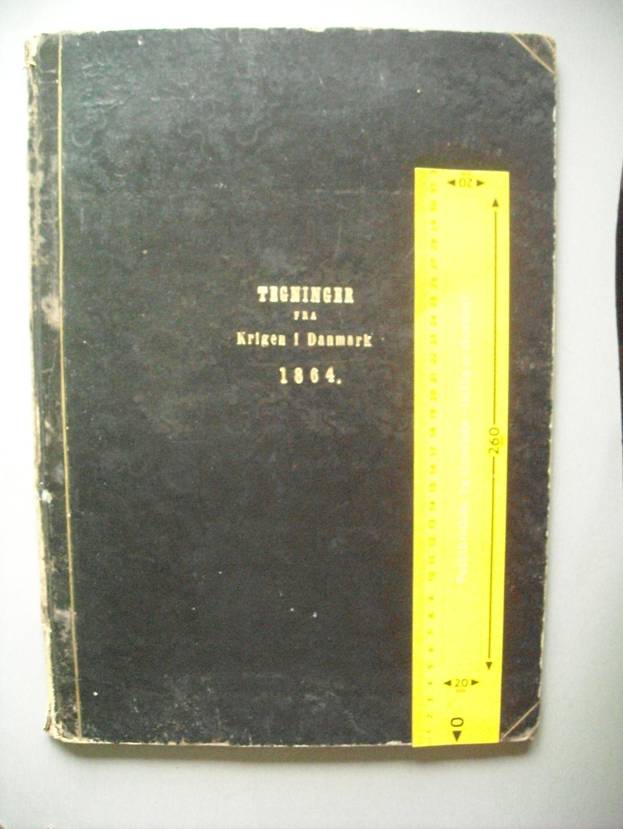 TEGNINGER
FRA
Krigen i Danmark
1864.
20
260
20
0